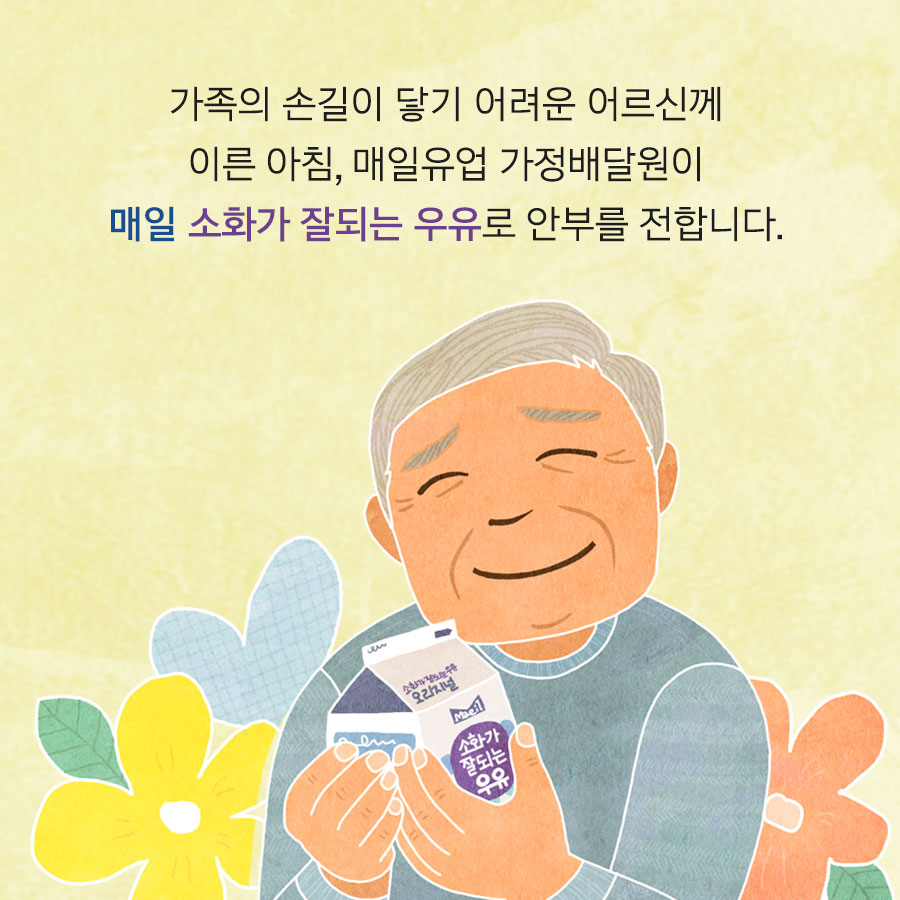 가족의 손길이 닿기 어려운 어르신께
이른 아침, 매일유업 가정배달원이
매일 소화가 잘되는 우유로 안부를 전합니다.
소화가 잘되는 우유
오리지널
Maeil
소화가
잘되는
우유